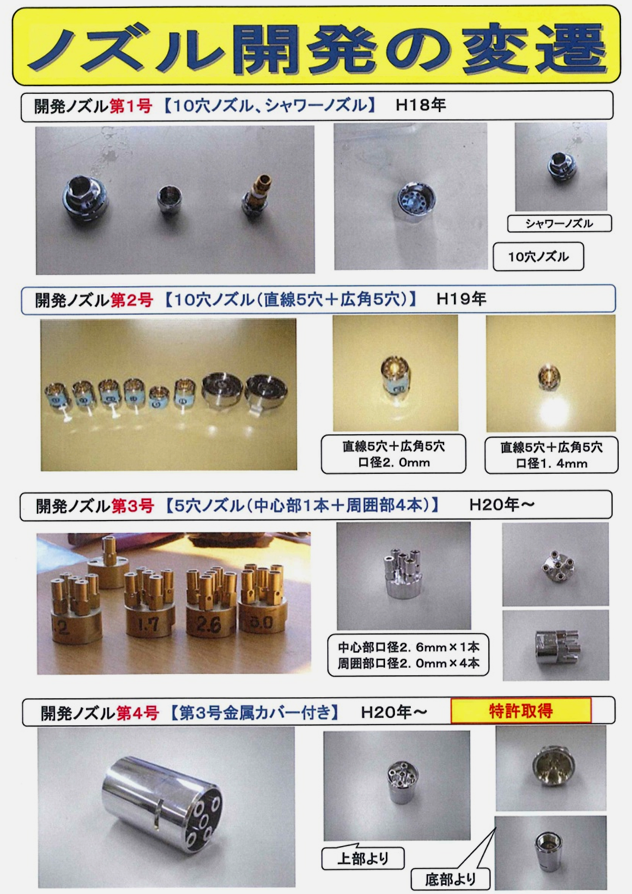 ノズル開発の変遷
開発ノズル第1号 【10穴ノズル、シャワーノズル】 H18年
シャワーノズル
10穴ノズル
開発ノズル第2号 【10穴ノズル(直線5穴+広角5穴)】 H19年
直線5穴+広角5穴
口径2.0mm
直線5穴+広角5穴
口径1.4mm
開発ノズル第3号 【5穴ノズル(中心部1本+周囲部4本)】 H20年~
.2 1.7 2.6
中心部口径2.6mm×1本
周囲部口径2.0mm×4本
開発ノズル第4号 【第3号金属カバー付き】 H20年~ 特許取得
上部より
底部より